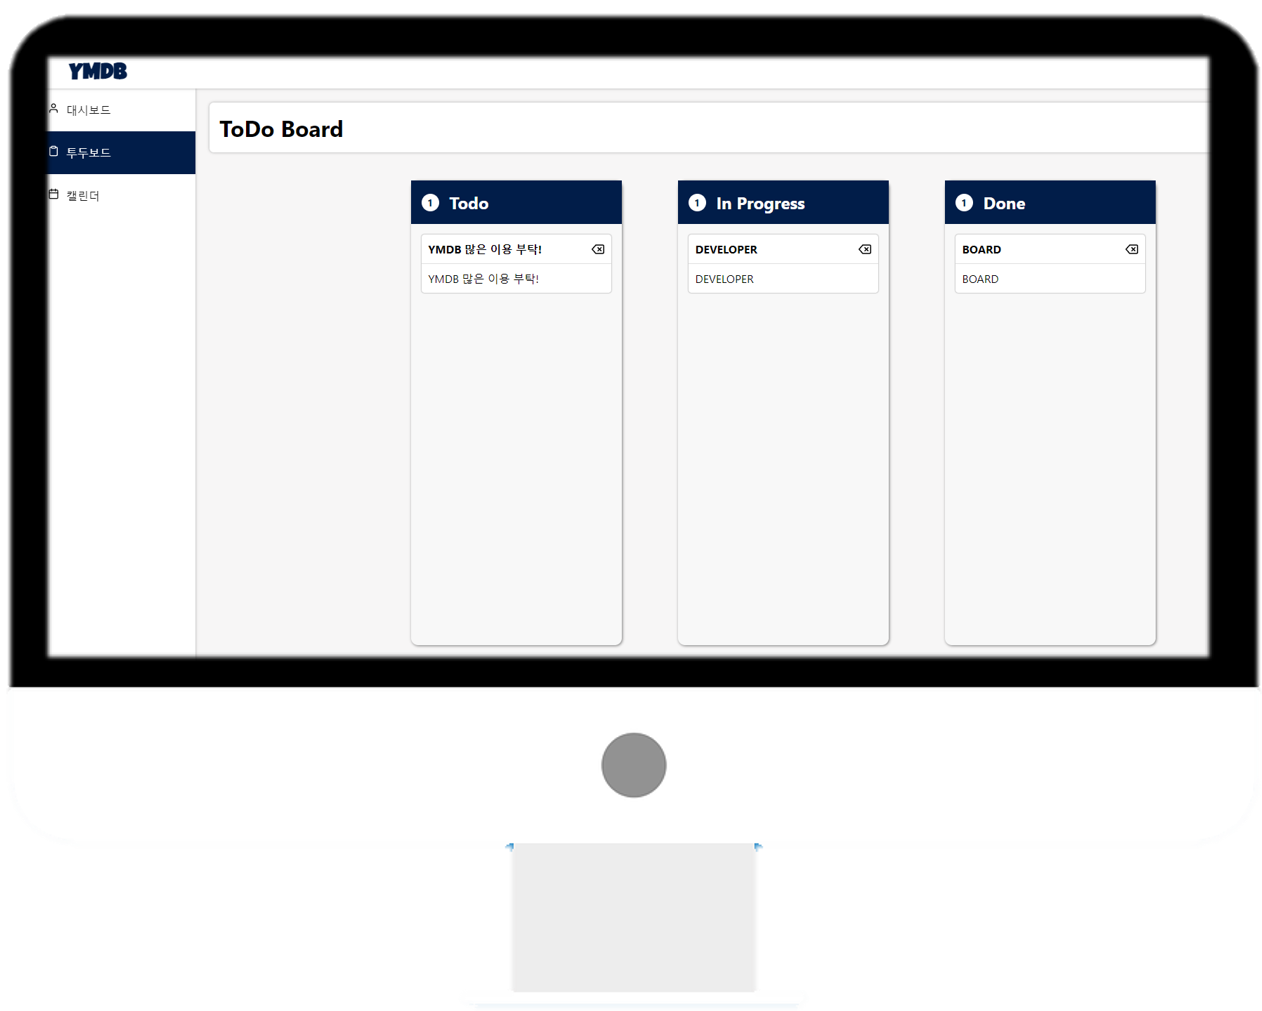 YMDB
대시보드
투두보드
캘린더
ToDo Board
1 Todo
YMDB 많은 이용 부탁!
YMDB 많은 이용 부탁!
1 In Progress
DEVELOPER
DEVELOPER
1 Done
BOARD
BOARD